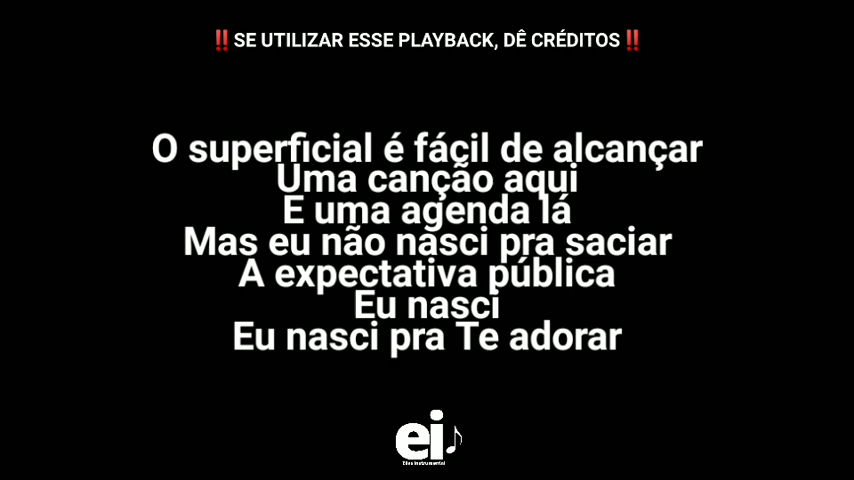 ‼️SE UTILIZAR ESSE PLAYBACK, DÊ CRÉDITOS‼️
O superficial é fácil de alcançar
Uma canção aqui
E uma agenda lá
Mas eu não nasci pra saciar
A expectativa pública
Eu nasci
Eu nasci pra Te adorar
ei